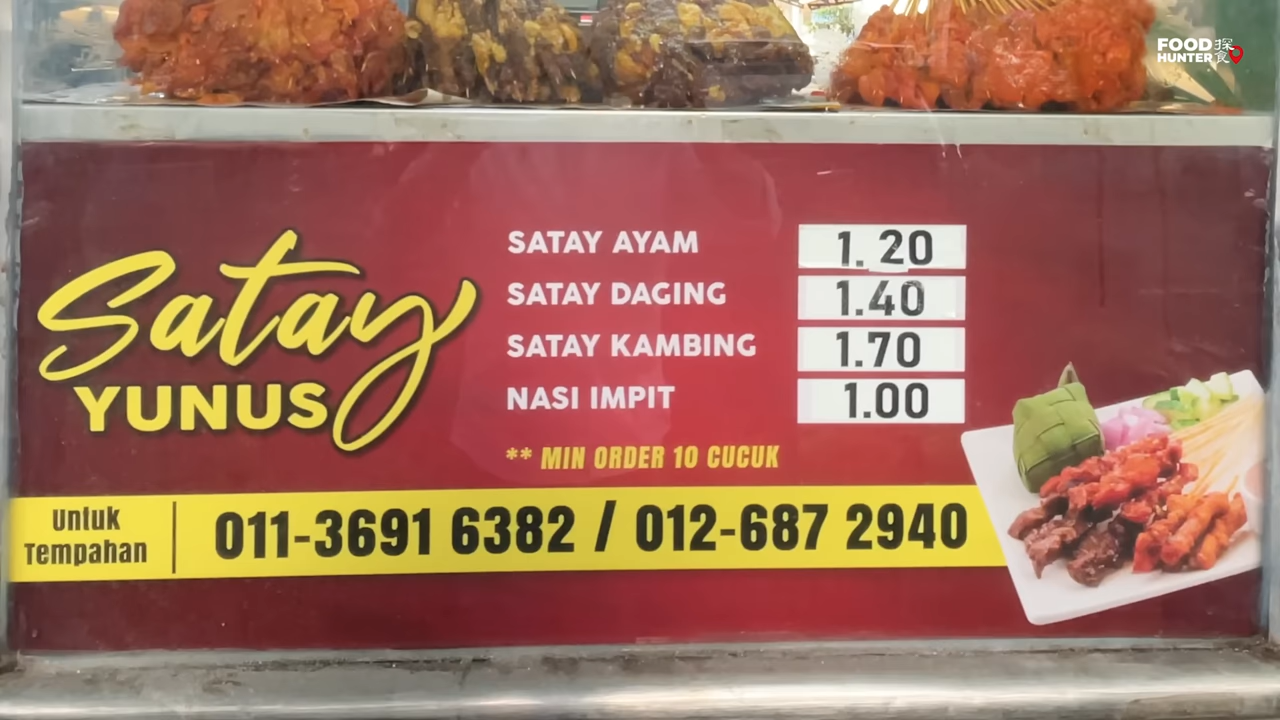 FOOD 探
HUNTER 食
Satay
YUNUS
SATAY AYAM 1.20
SATAY DAGING 1.40
SATAY KAMBING 1.70
NASI IMPIT 1.00
** MIN ORDER 10 CUCUK
Untuk
Tempahan
011-3691 6382 / 012-687 2940